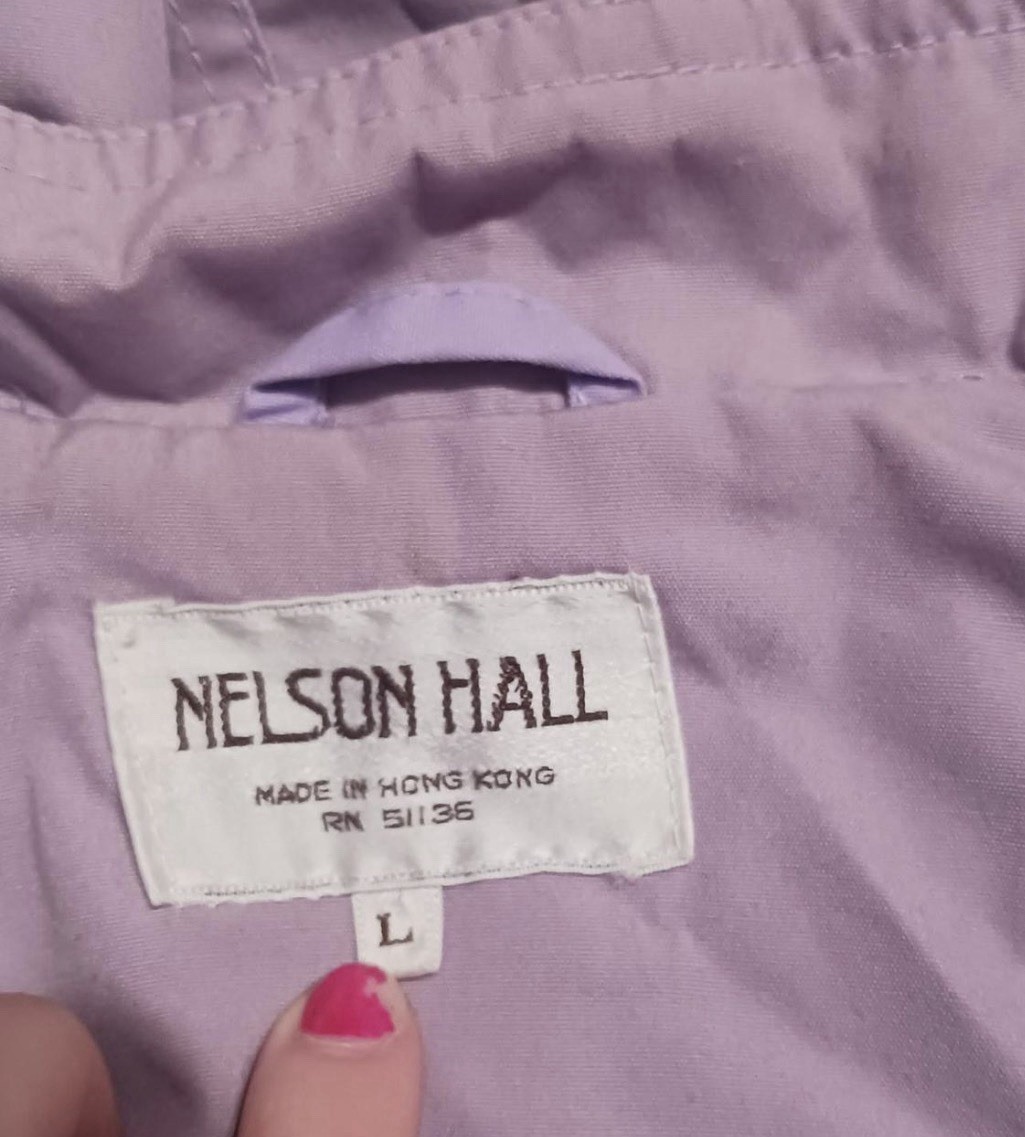 NELSON HALL
MADE IN HONG KONG
RN 51136
L